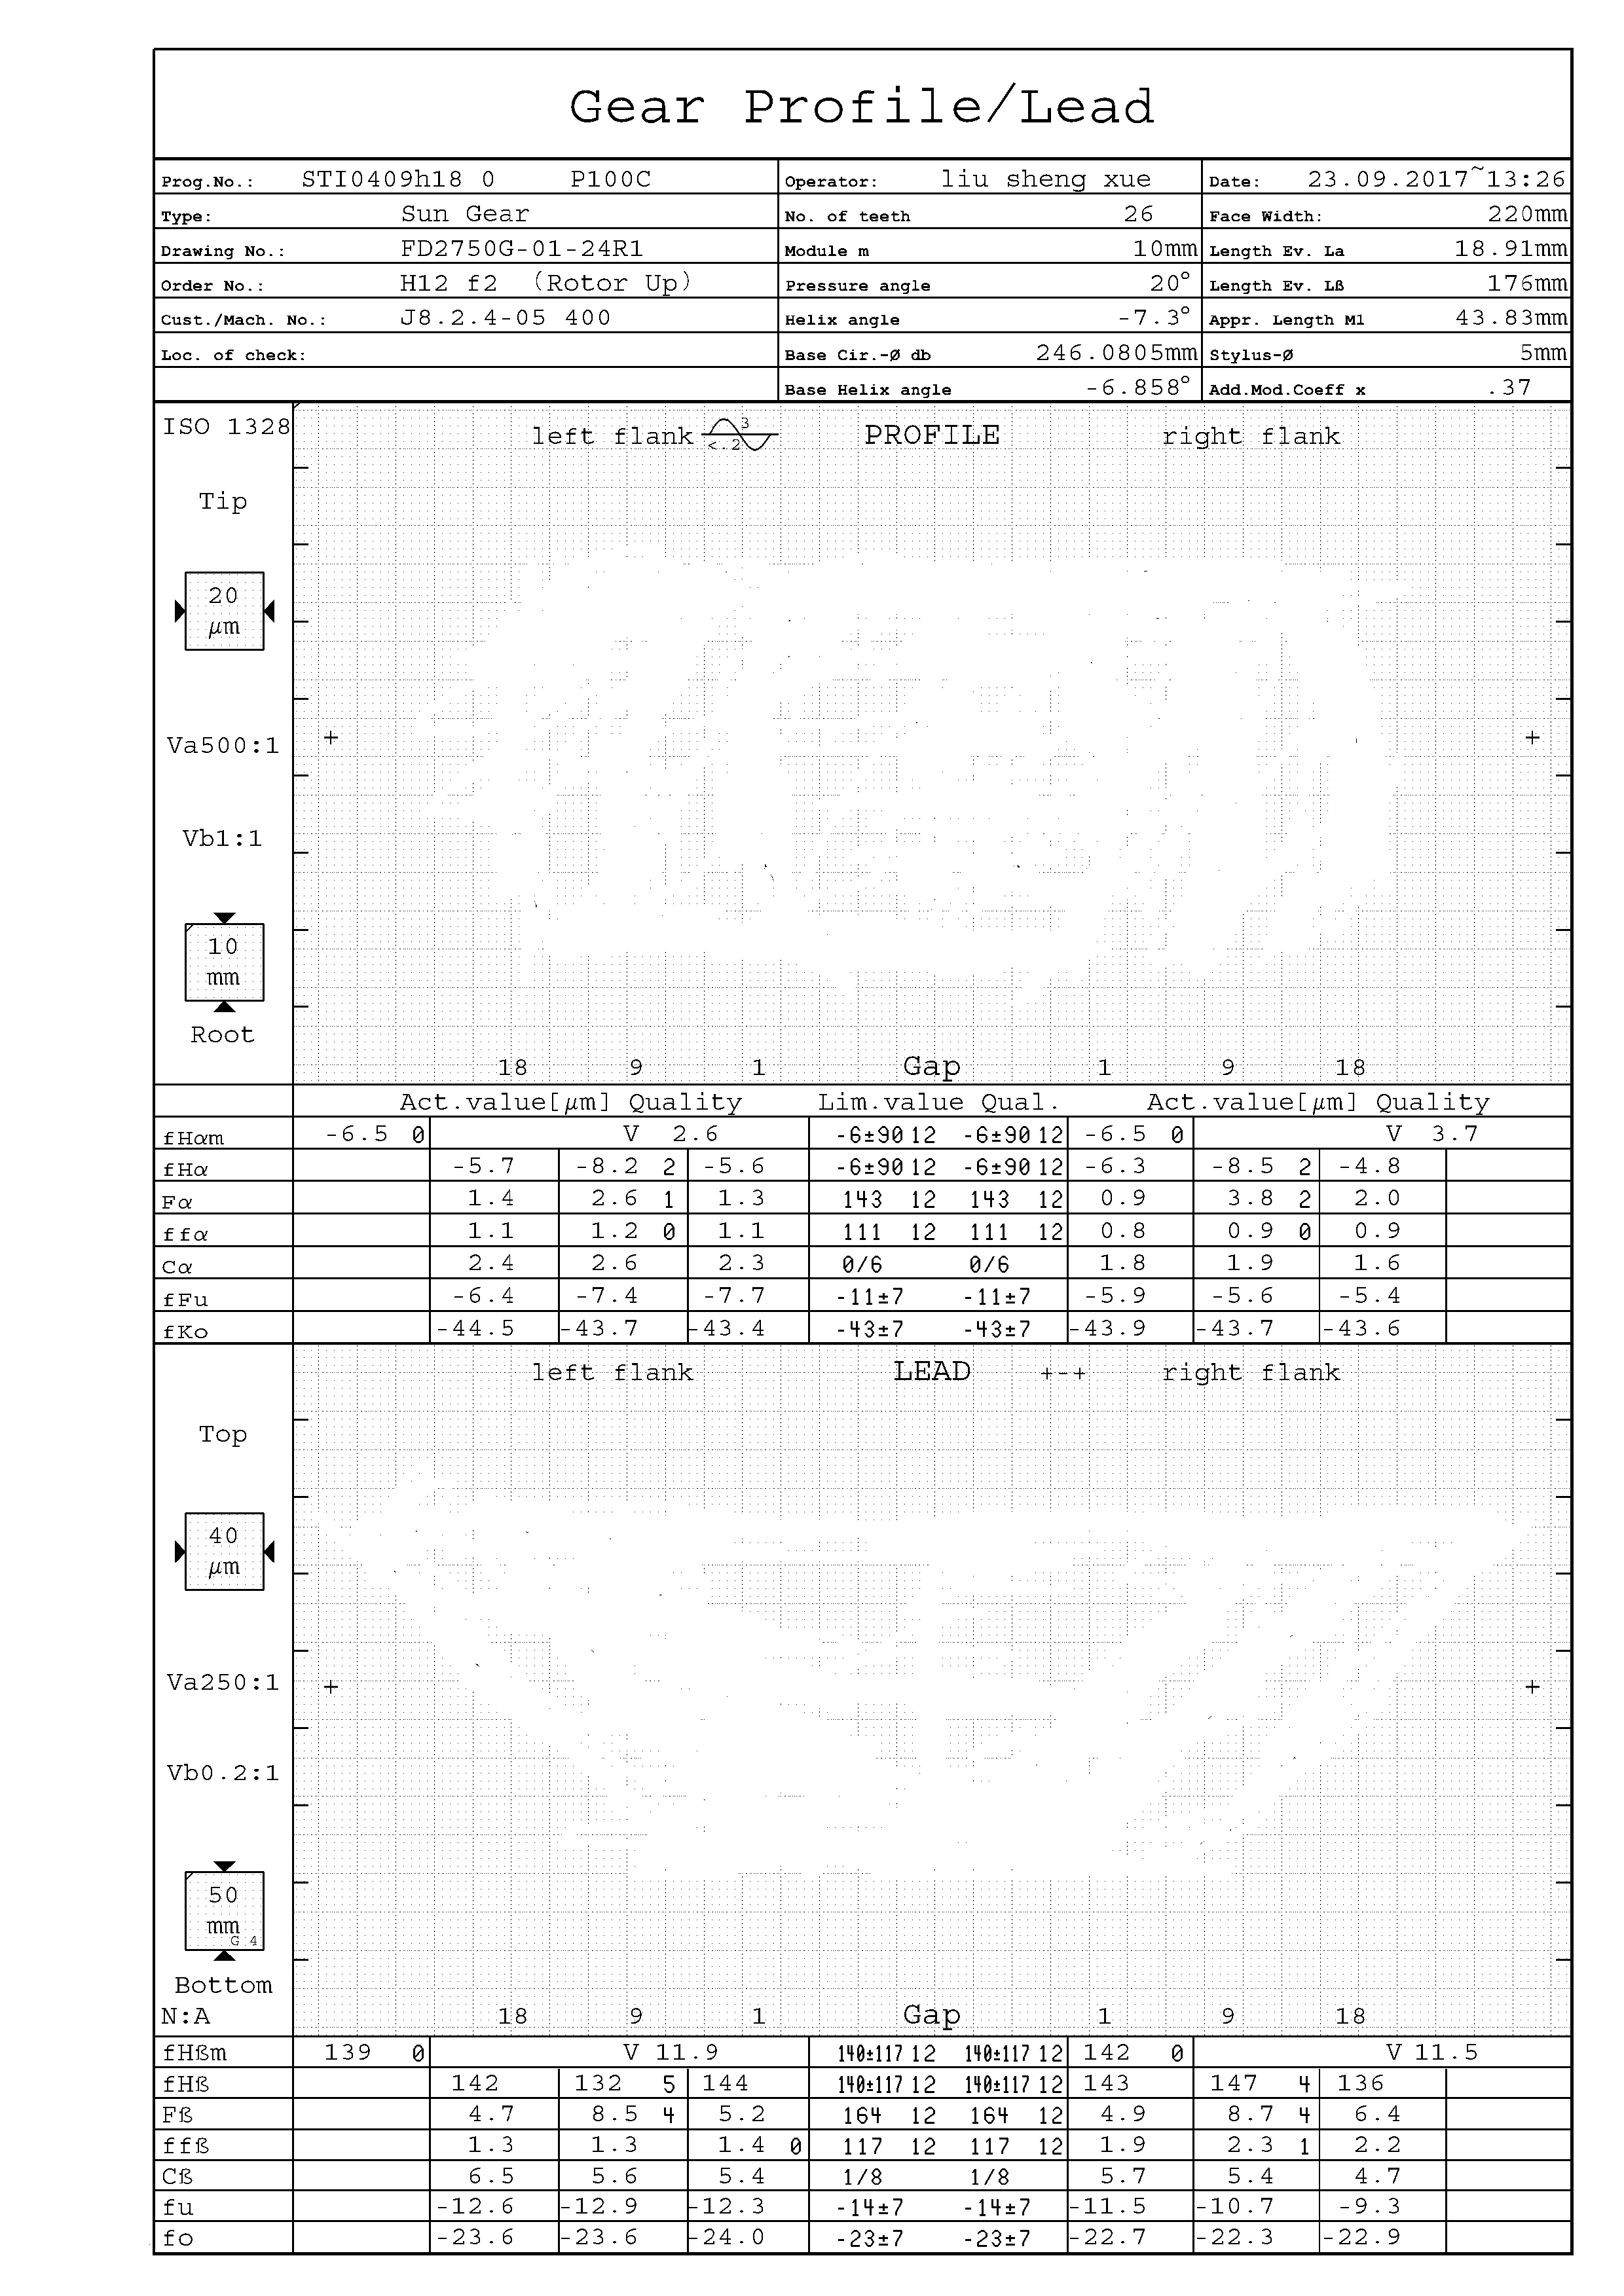 Gear Profile/Lead
Prog.No.: STI0409h18 0 P100C Operator: liu sheng xue Date: 23.09.2017~13:26
Type: Sun Gear No. of teeth 26 Face Width: 220mm
Drawing No.: FD2750G-01-24R1 Module m 10mm Length Ev. La 18.91mm
Order No.: H12 f2 (Rotor Up) Pressure angle 20° Length Ev. Lß 176mm
Cust./Mach. No.: J8.2.4-05 400 Helix angle -7.3° Appr. Length M1 43.83mm
Loc. of check: Base Cir.-Ø db 246.0805mm Stylus-Ø 5mm
Base Helix angle -6.858° Add.Mod.Coeff x .37
ISO 1328 left flank 3 <.2 PROFILE right flank
Tip
20
µm
Va500:1 + +
Vb1:1
10
mm
Root
18 9 1 Gap 1 9 18
Act.value[µm] Quality Lim.value Qual. Act.value[µm] Quality
fHαm -6.5 0 V 2.6 -6±90 12 -6±90 12 -6.5 0 V 3.7
fHα -5.7 -8.2 2 -5.6 -6±90 12 -6±90 12 -6.3 -8.5 2 -4.8
Fα 1.4 2.6 1 1.3 143 12 143 12 0.9 3.8 2 2.0
ffα 1.1 1.2 0 1.1 111 12 111 12 0.8 0.9 0 0.9
Cα 2.4 2.6 2.3 0/6 0/6 1.8 1.9 1.6
fFu -6.4 -7.4 -7.7 -11±7 -11±7 -5.9 -5.6 -5.4
fKo -44.5 -43.7 -43.4 -43±7 -43±7 -43.9 -43.7 -43.6
left flank LEAD +-+ right flank
Top
40
µm
Va250:1 + +
Vb0.2:1
50
mm
G 4
Bottom
N:A 18 9 1 Gap 1 9 18
fHßm 139 0 V 11.9 140±117 12 140±117 12 142 0 V 11.5
fHß 142 132 5 144 140±117 12 140±117 12 143 147 4 136
Fß 4.7 8.5 4 5.2 164 12 164 12 4.9 8.7 4 6.4
ffß 1.3 1.3 1.4 0 117 12 117 12 1.9 2.3 1 2.2
Cß 6.5 5.6 5.4 1/8 1/8 5.7 5.4 4.7
fu -12.6 -12.9 -12.3 -14±7 -14±7 -11.5 -10.7 -9.3
fo -23.6 -23.6 -24.0 -23±7 -23±7 -22.7 -22.3 -22.9